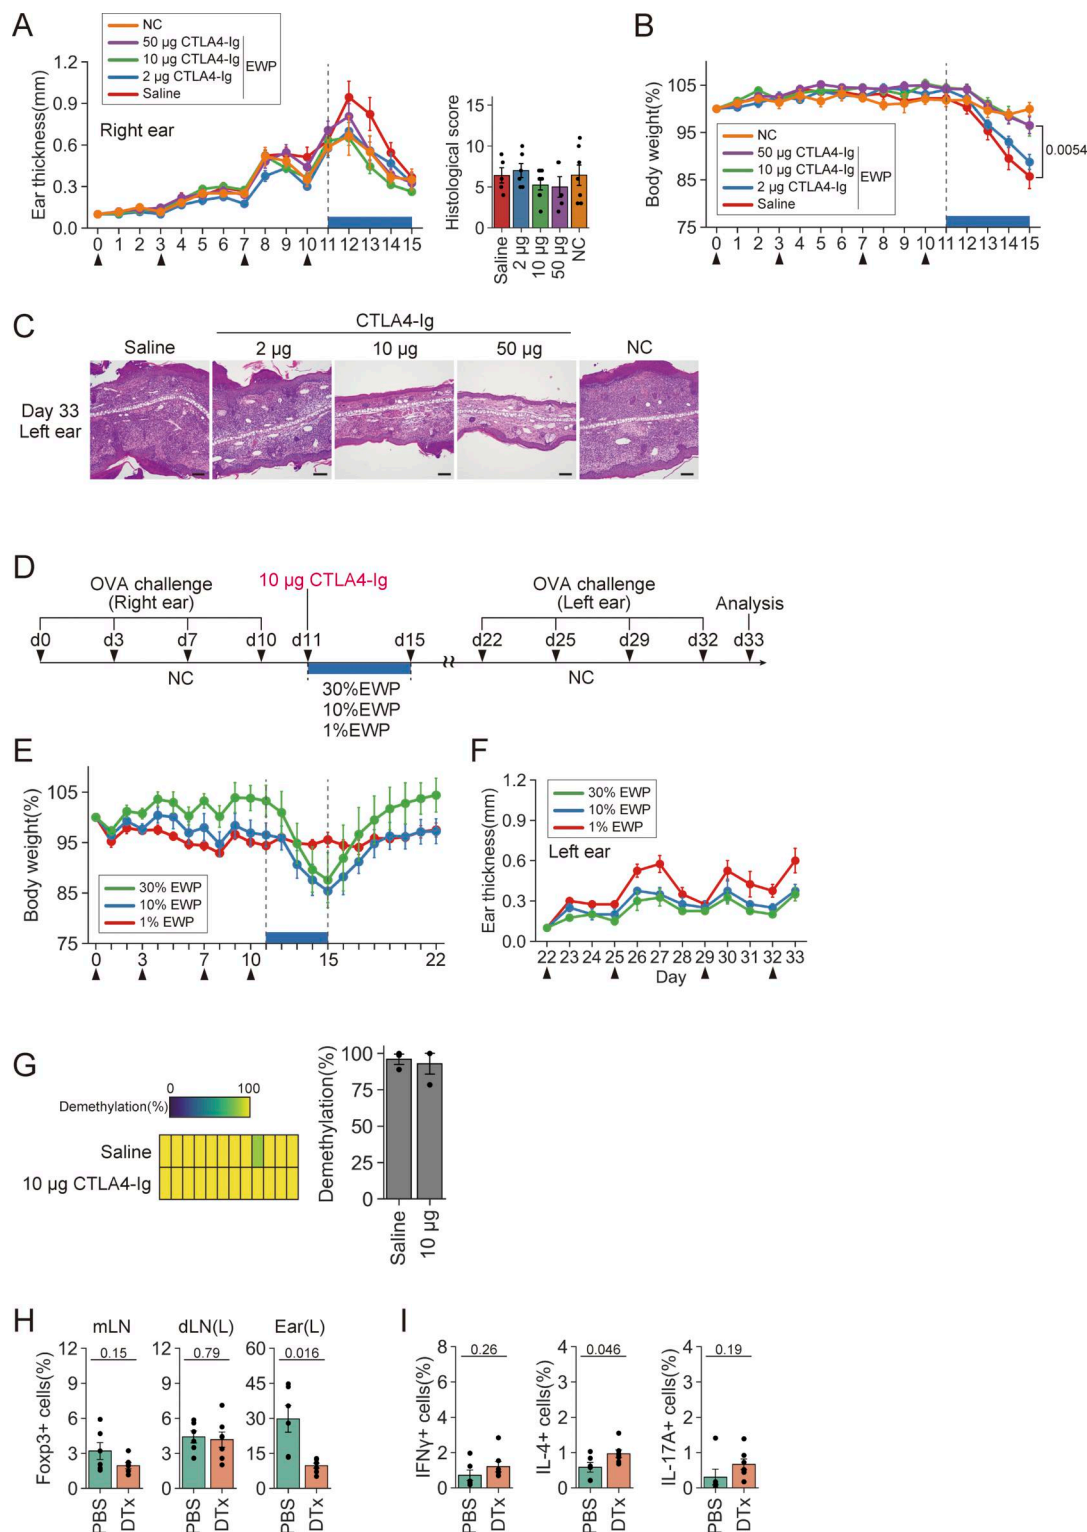 A
NC
50 µg CTLA4-Ig
10 µg CTLA4-Ig
2 µg CTLA4-Ig
Saline
EWP
Ear thickness(mm)
1.2
0.9
0.6
0.3
0.0
Right ear
0 1 2 3 4 5 6 7 8 9 10 11 12 13 14 15
Histological score
15
10
5
0
Saline
2 µg
10 µg
50 µg
NC
B
Body weight(%)
105
95
85
75
NC
50 µg CTLA4-Ig
10 µg CTLA4-Ig
2 µg CTLA4-Ig
Saline
EWP
0.0054
0 1 2 3 4 5 6 7 8 9 10 11 12 13 14 15
C
CTLA4-Ig
Saline 2 µg 10 µg 50 µg NC
Day 33
Left ear
D
OVA challenge
(Right ear)
10 µg CTLA4-Ig
OVA challenge
(Left ear)
Analysis
d0 d3 d7 d10 d11 d15 d22 d25 d29 d32 d33
NC
NC
30%EWP
10%EWP
1%EWP
E
Body weight(%)
105
95
85
75
30% EWP
10% EWP
1% EWP
0 3 7 10 15 22
F
Ear thickness(mm)
1.2
0.9
0.6
0.3
0.0
30% EWP
10% EWP
1% EWP
Left ear
22 23 24 25 26 27 28 29 30 31 32 33
Day
G
0 100
Demethylation(%)
Saline
10 µg CTLA4-Ig
Demethylation(%)
100
75
50
25
0
Saline
10 µg
H
mLN
Foxp3+ cells(%)
12
9
6
3
0
0.15
PBS
DTx
dLN(L)
12
9
6
3
0
0.79
PBS
DTx
Ear(L)
60
45
30
15
0
0.016
PBS
DTx
I
IFNγ+ cells(%)
8
6
4
2
0
0.26
PBS
DTx
IL-4+ cells(%)
4
3
2
1
0
0.046
PBS
DTx
IL-17A+ cells(%)
4
3
2
1
0
0.19
PBS
DTx